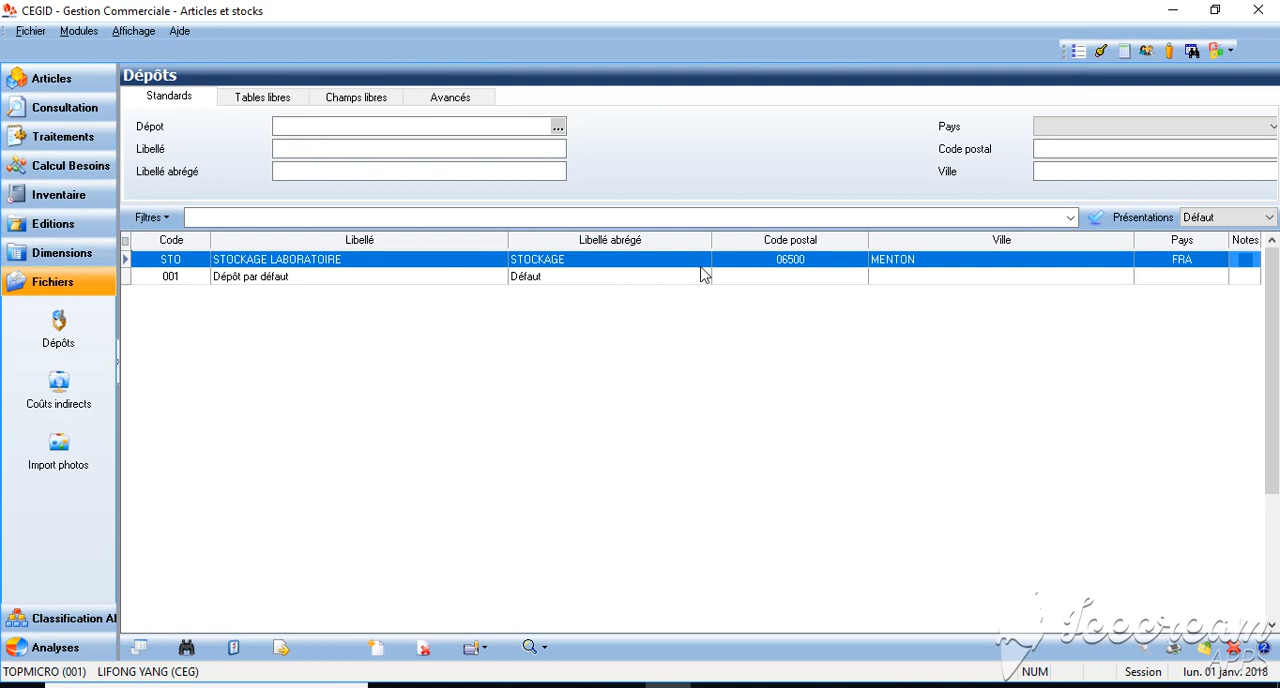 CEGID - Gestion Commerciale - Articles et stocks
Fichier Modules Affichage Aide
Articles
Consultation
Traitements
Calcul Besoins
Inventaire
Editions
Dimensions
Fichiers
Dépôts
Coûts indirects
Import photos
Classification AI
Analyses
Dépôts
Standards Tables libres Champs libres Avancés
Dépot ... Pays
Libellé Code postal
Libellé abrégé Ville
Filtres Présentations Défaut
Code Libellé Libellé abrégé Code postal Ville Pays Notes
STO STOCKAGE LABORATOIRE STOCKAGE 06500 MENTON FRA
001 Dépôt par défaut Défaut
Icecream
APPS
TOPMICRO (001) LIFONG YANG (CEG) NUM Session lun. 01 janv. 2018